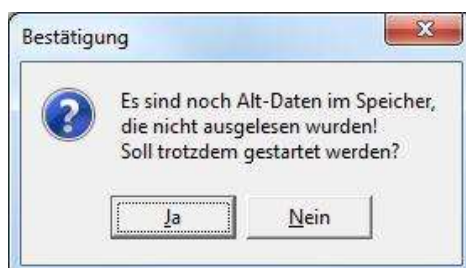 Bestätigung
Es sind noch Alt-Daten im Speicher,
die nicht ausgelesen wurden!
Soll trotzdem gestartet werden?
Ja
Nein